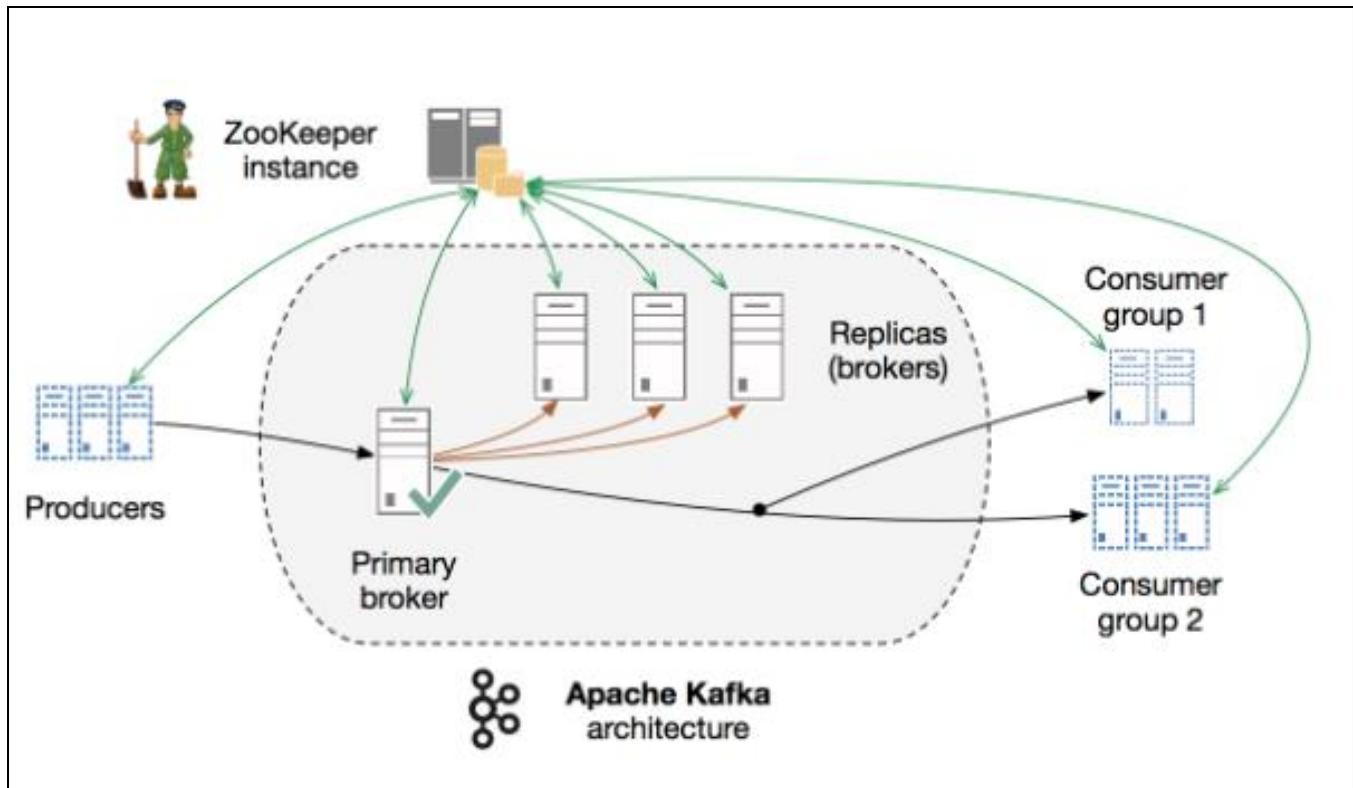 ZooKeeper
instance
Consumer
group 1
Replicas
(brokers)
Producers
Primary
broker
Consumer
group 2
Apache Kafka
architecture